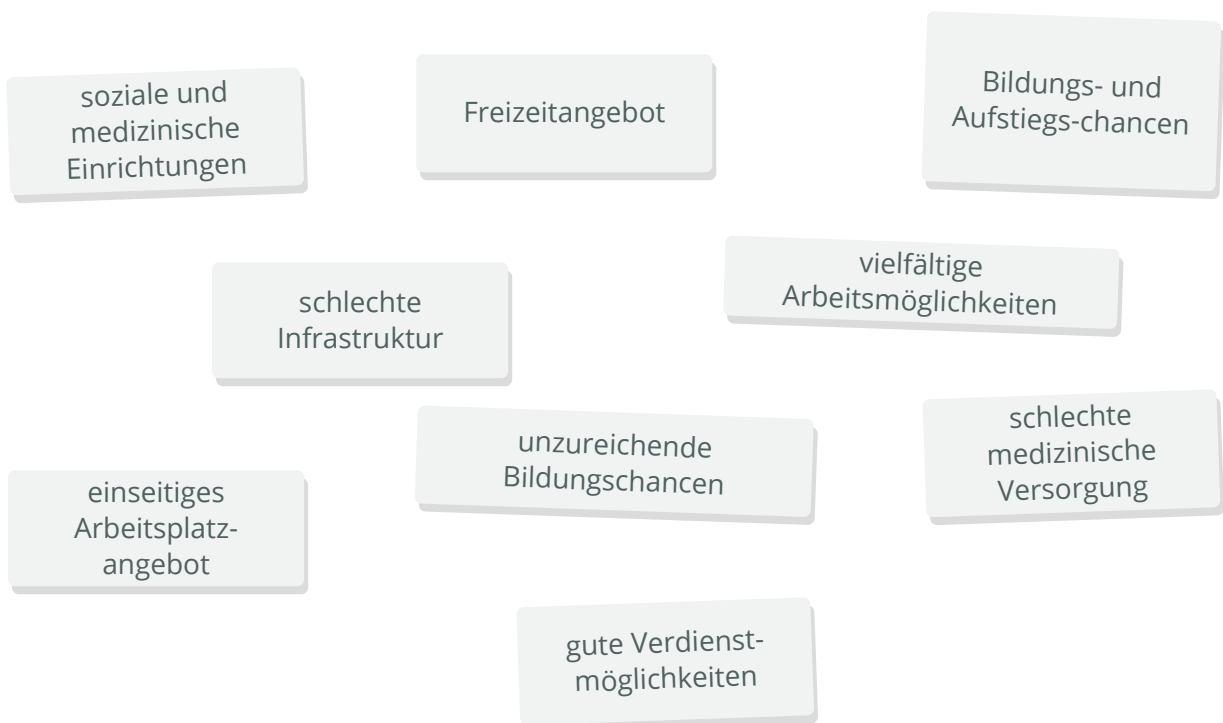 soziale und
medizinische
Einrichtungen
Freizeitangebot
Bildungs- und
Aufstiegs-chancen
schlechte
Infrastruktur
vielfältige
Arbeitsmöglichkeiten
einseitiges
Arbeitsplatz-
angebot
unzureichende
Bildungschancen
schlechte
medizinische
Versorgung
gute Verdienst-
möglichkeiten